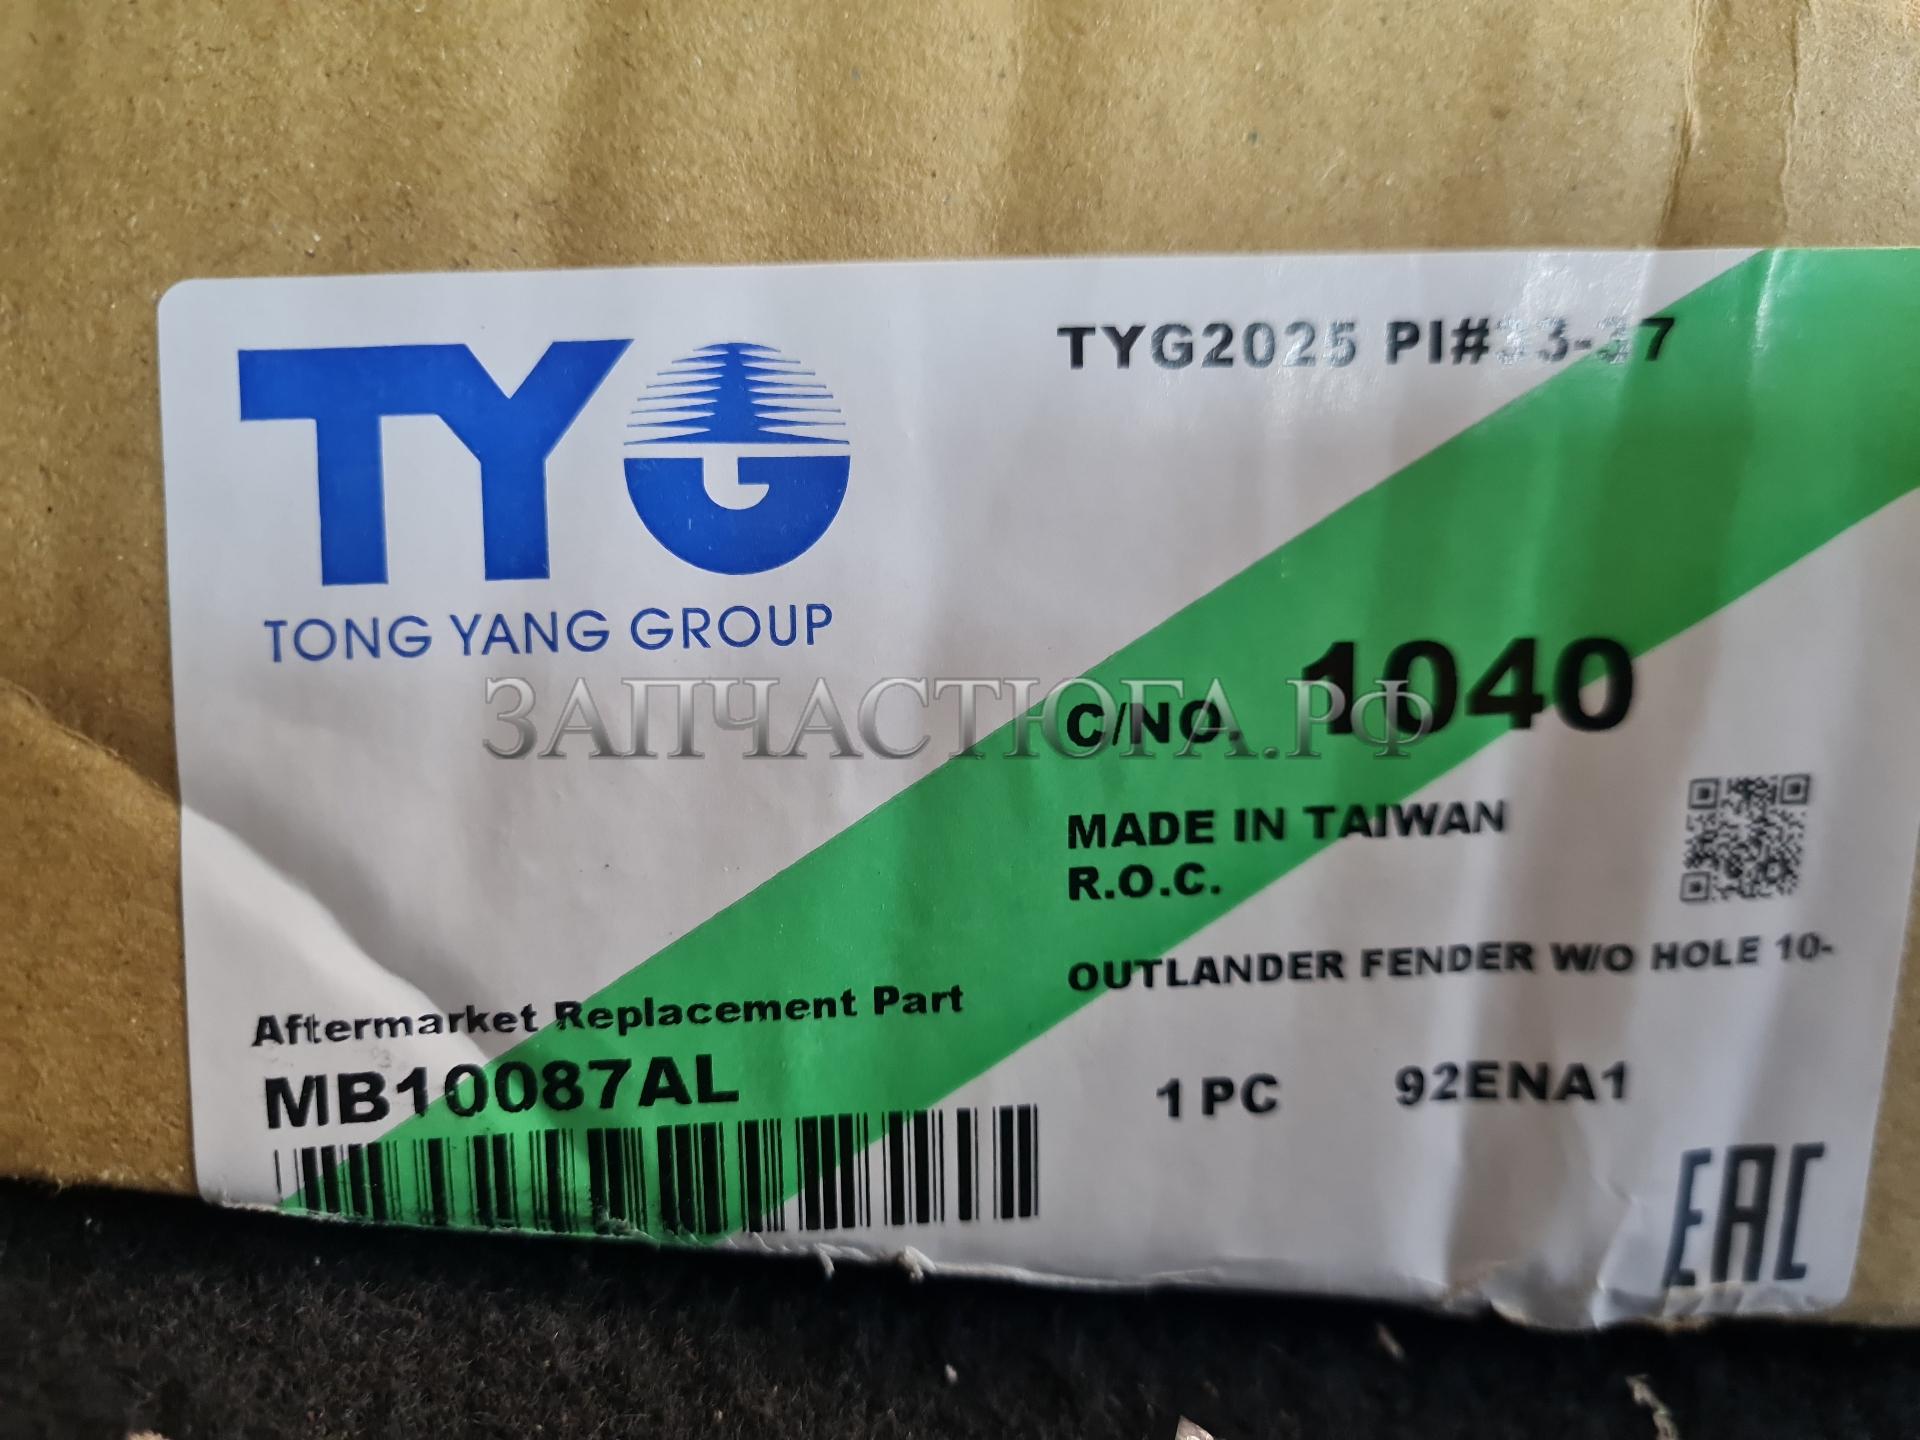 TYG
TONG YANG GROUP
TYG2025
ЗАПЧАСТЮГА.РФ
C/NO. 1040
MADE IN TAIWAN
R.O.C.
OUTLANDER FENDER W/O HOLE 10-
Aftermarket Replacement Part
MB10087AL
1 PC 92ENA1
EAC